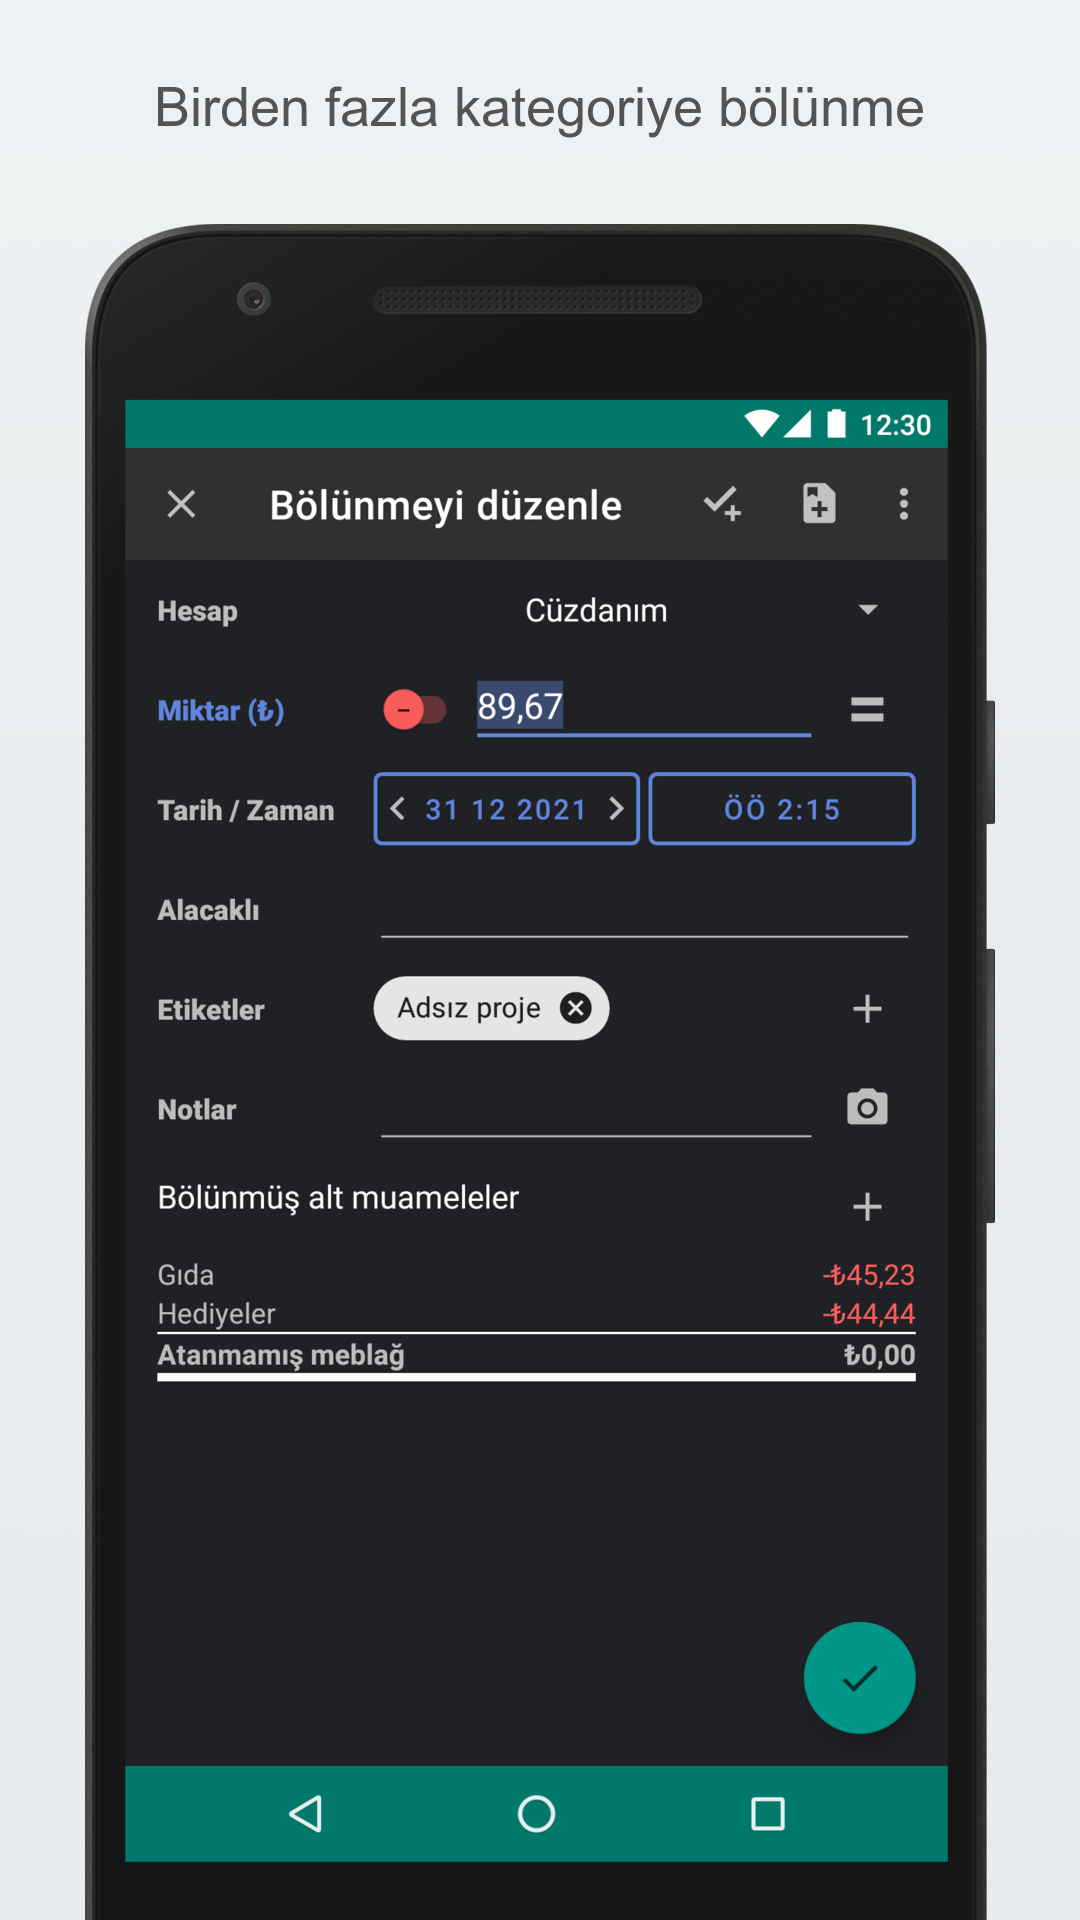 Birden fazla kategoriye bölünme
12:30
Bölünmeyi düzenle
Hesap Cüzdanım
Miktar (₺) 89,67
Tarih / Zaman 31 12 2021 ÖÖ 2:15
Alacaklı
Etiketler Adsız proje
Notlar
Bölünmüş alt muameleler
Gıda -₺45,23
Hediyeler -₺44,44
Atanmamış meblağ ₺0,00